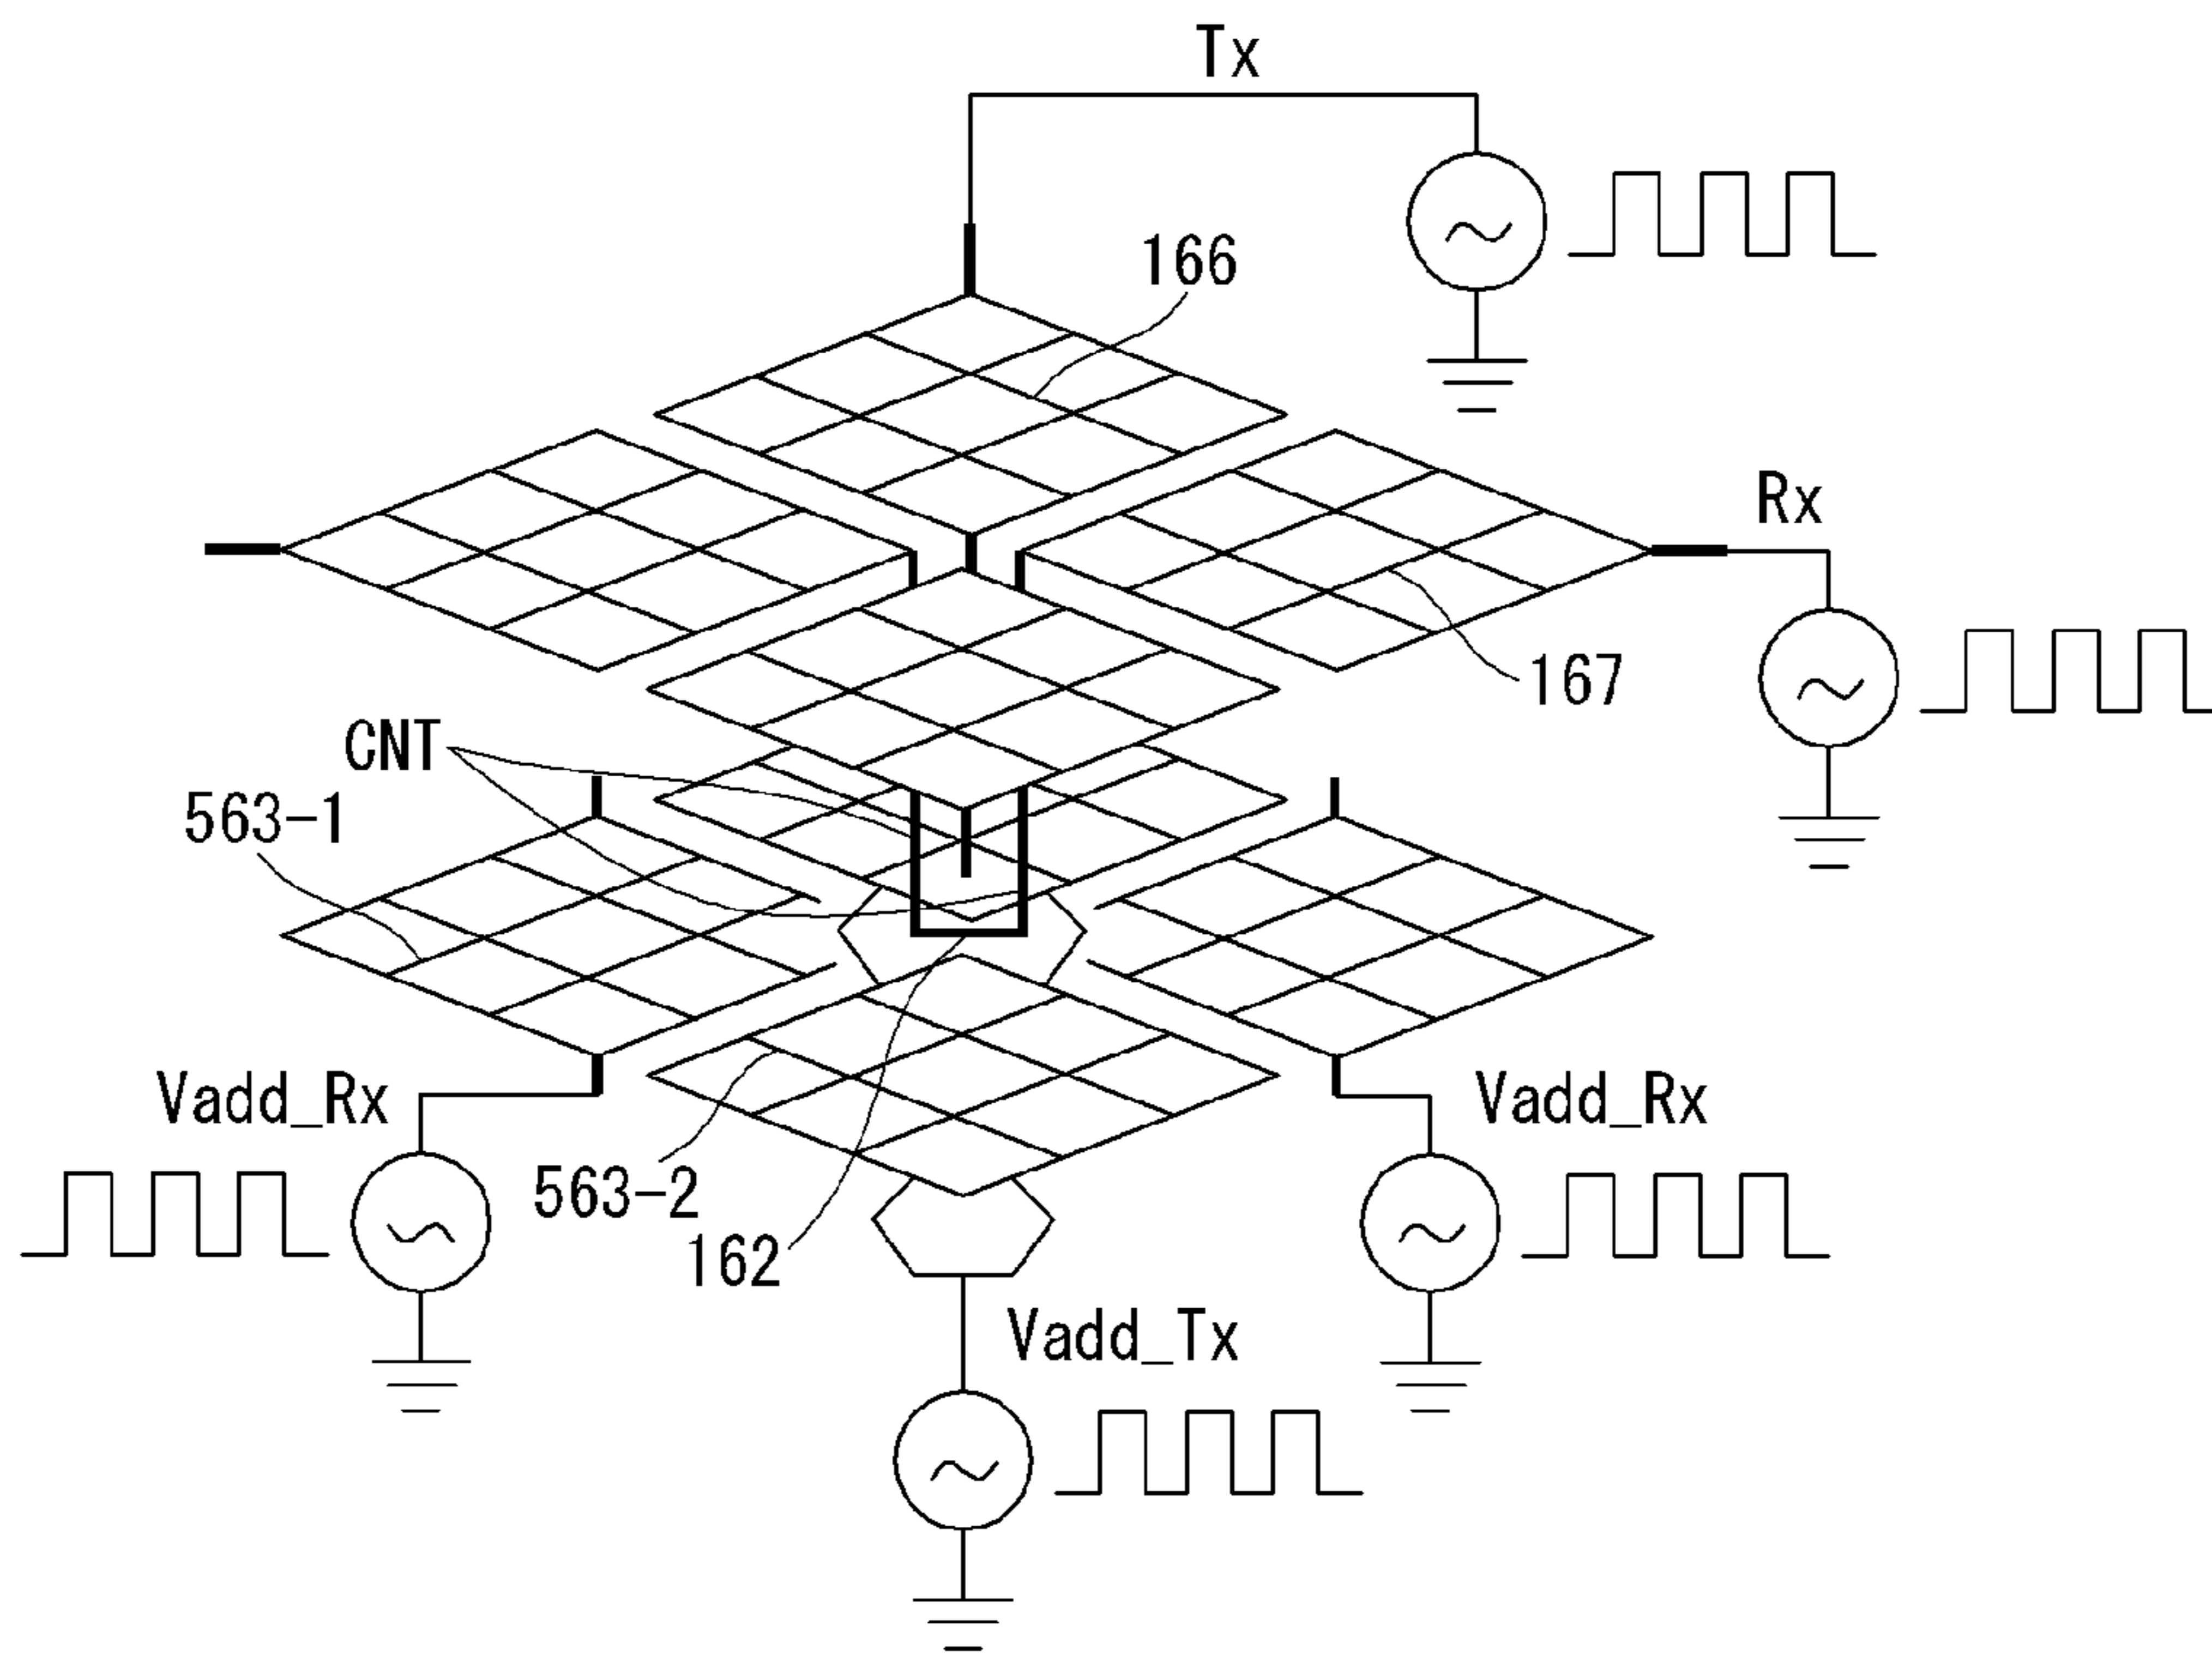 Tx
166
Rx
167
CNT
563-1
Vadd_Rx
Vadd_Rx
563-2
162
Vadd_Tx